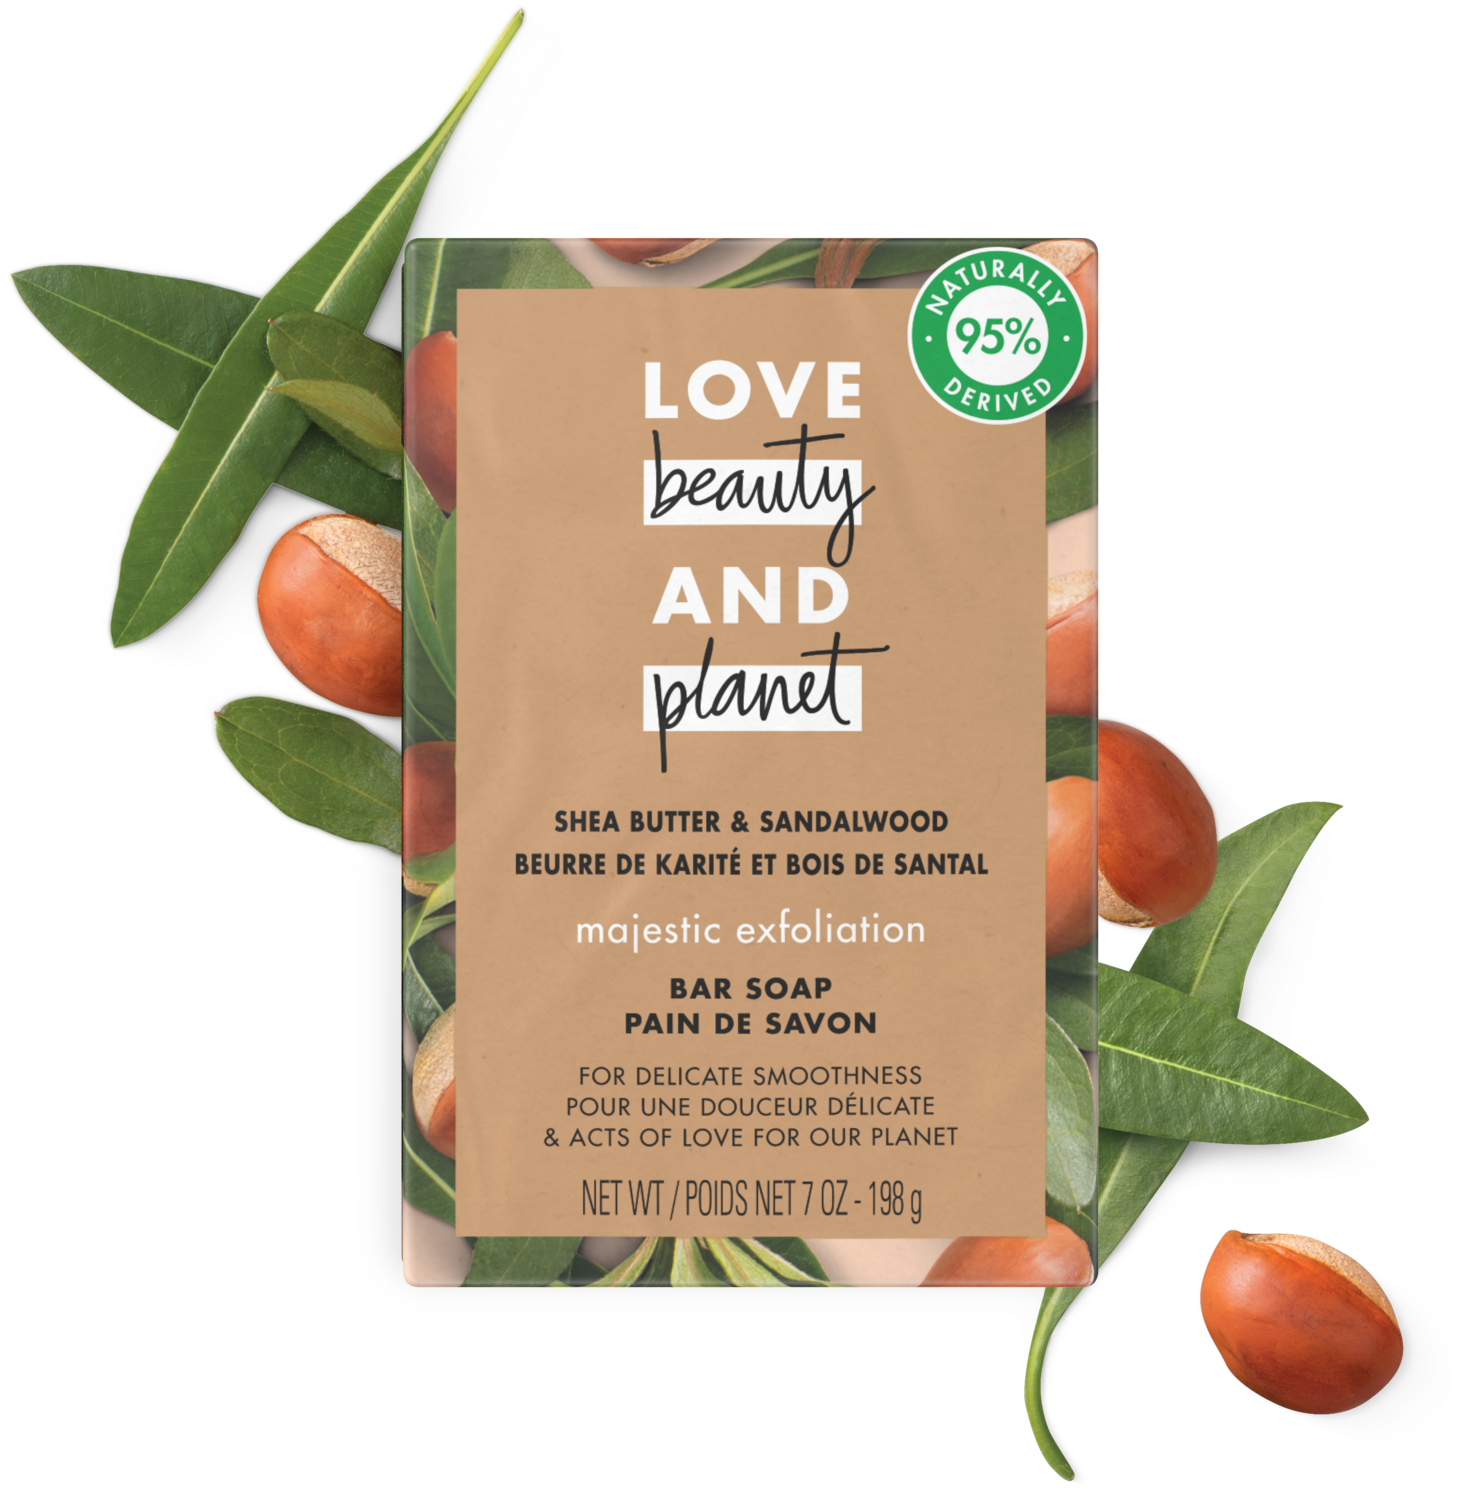 NATURALLY
95%
DERIVED
LOVE
beauty
AND
planet
SHEA BUTTER & SANDALWOOD
BEURRE DE KARITÉ ET BOIS DE SANTAL
majestic exfoliation
BAR SOAP
PAIN DE SAVON
FOR DELICATE SMOOTHNESS
POUR UNE DOUCEUR DÉLICATE
& ACTS OF LOVE FOR OUR PLANET
NET WT / POIDS NET 7 OZ - 198 g